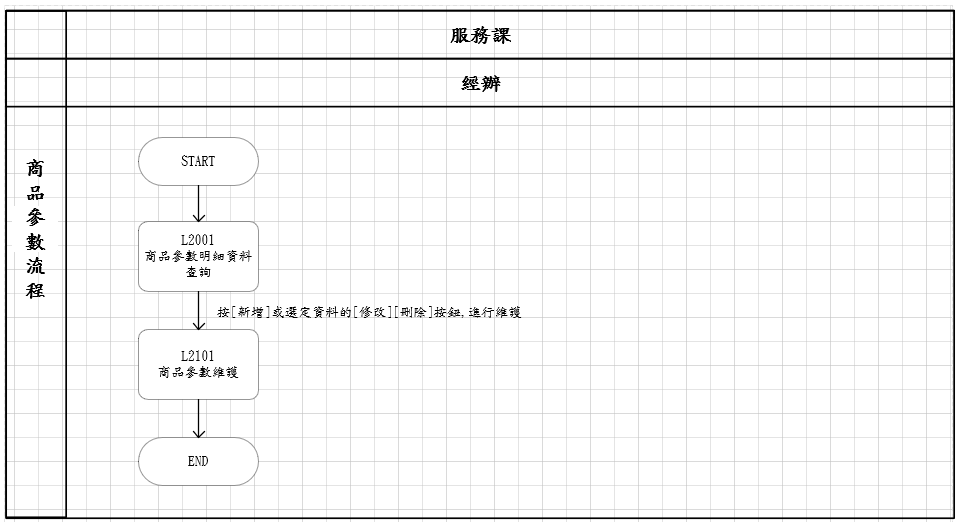 服務課
經辦
商品參數流程
START
L2001
商品參數明細資料
查詢
按[新增]或選定資料的[修改][刪除]按鈕,進行維護
L2101
商品參數維護
END